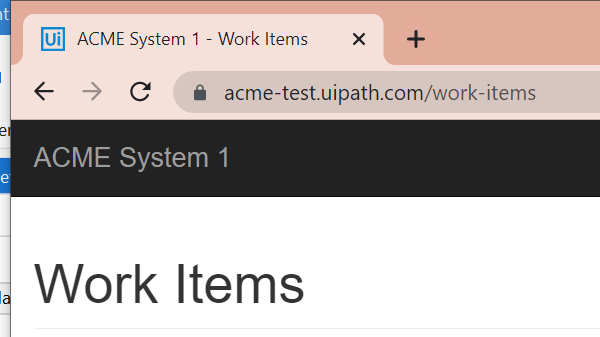 Ui
ACME System 1 - Work Items
acme-test.uipath.com/work-items
ACME System 1
Work Items